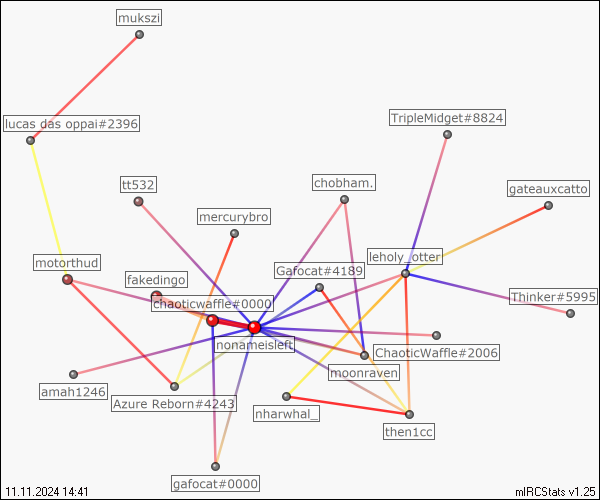 mukszi
TripleMidget#8824
lucas das oppai#2396
tt532
chobham.
gateauxcatto
mercurybro
leholy_otter
motorthud
Gafocat#4189
fakedingo
Thinker#5995
chaoticwaffle#0000
nonameisleft
ChaoticWaffle#2006
moonraven
amah1246
Azure Reborn#4243
nharwhal_
then1cc
gafocat#0000
11.11.2024 14:41
mIRCStats v1.25